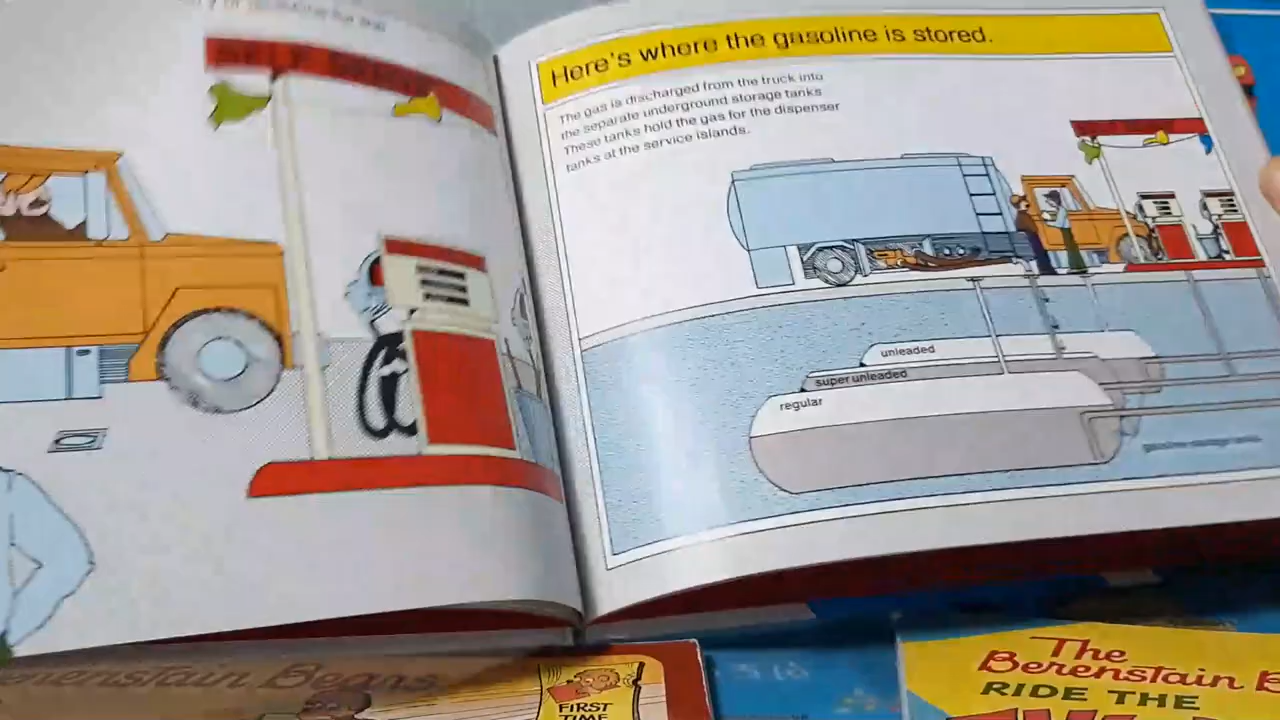 Here's where the gasoline is stored.
The gas is discharged from the truck into
the separate underground storage tanks
These tanks hold the gas for the dispenser
tanks at the service islands.
unleaded
super unleaded
regular
Berenstain Bears
FIRST
TIME
The
Berenstain B
RIDE THE